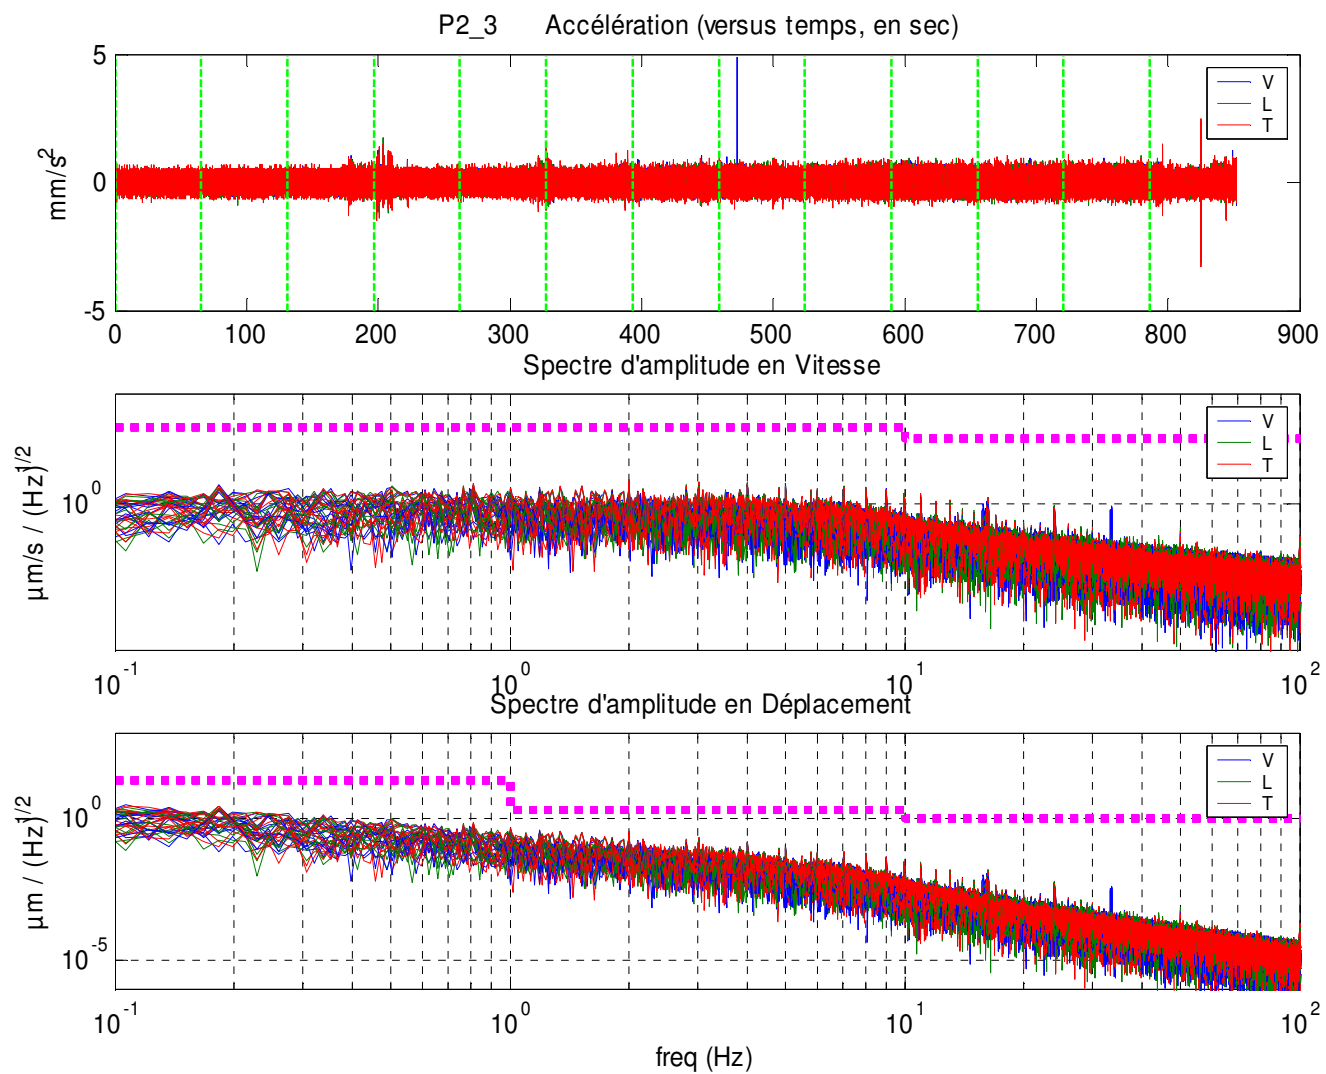 P2_3 Accélération (versus temps, en sec)
5
0
-5
mm/s2
V
L
T
0 100 200 300 400 500 600 700 800 900
Spectre d'amplitude en Vitesse
µm/s / (Hz)1/2
10 0
V
L
T
10 -1 10 0 10 1 10 2
Spectre d'amplitude en Déplacement
µm / (Hz)1/2
10 0
10 -5
V
L
T
10 -1 10 0 10 1 10 2
freq (Hz)